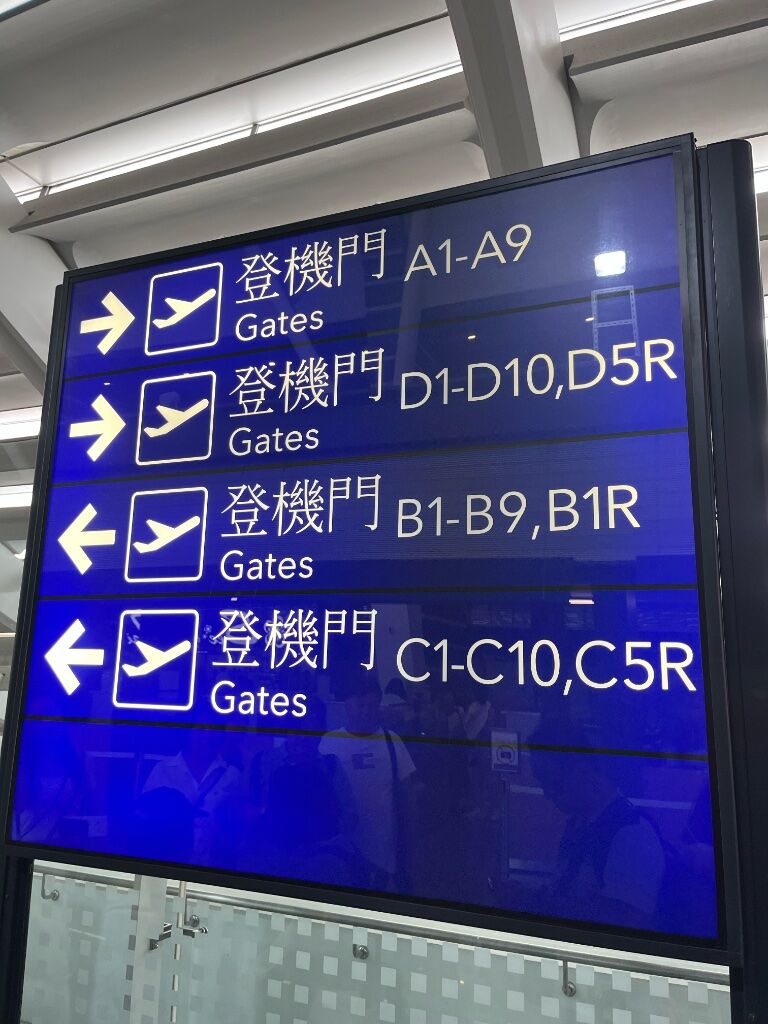 登機門 A1-A9
Gates
登機門 D1-D10,D5R
Gates
登機門 B1-B9,B1R
Gates
登機門 C1-C10,C5R
Gates